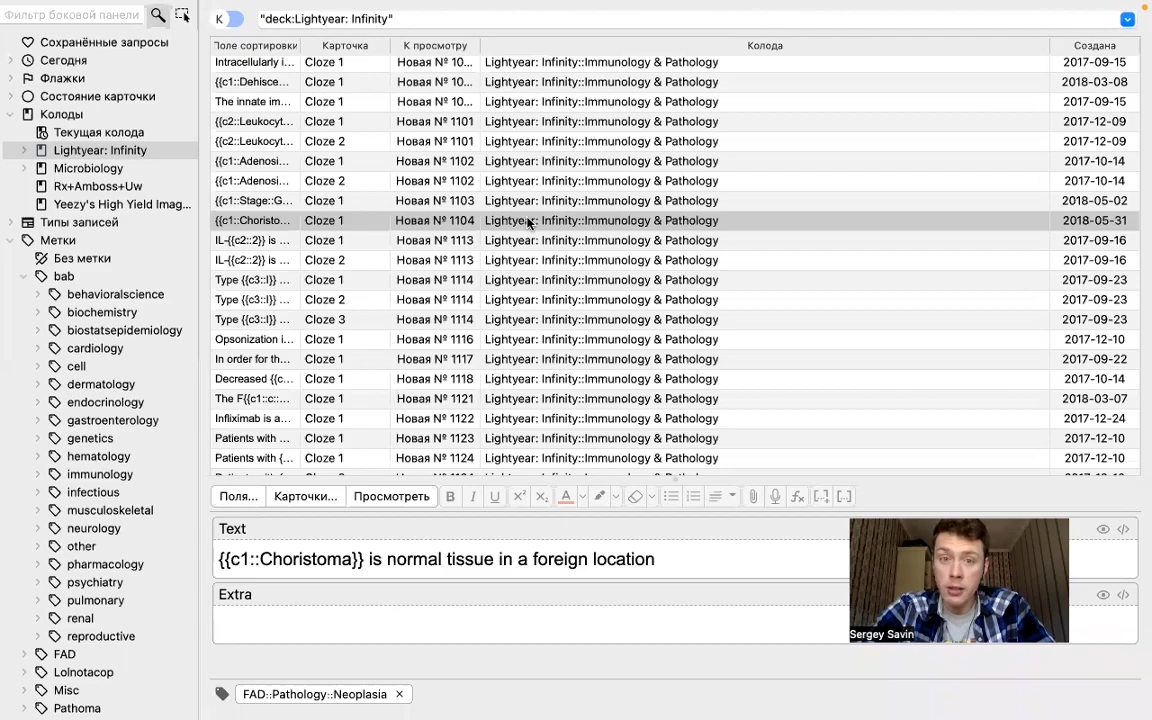 Фильтр боковой панели
K
"deck:Lightyear: Infinity"
Сохранённые запросы
Сегодня
Флажки
Состояние карточки
Колоды
Текущая колода
Lightyear: Infinity
Microbiology
Rx+Amboss+Uw
Yeezy's High Yield Imag...
Типы записей
Метки
Без метки
bab
behavioralscience
biochemistry
biostatsepidemiology
cardiology
cell
dermatology
endocrinology
gastroenterology
genetics
hematology
immunology
infectious
musculoskeletal
neurology
other
pharmacology
psychiatry
pulmonary
renal
reproductive
FAD
Lolnotacop
Misc
Pathoma
Поле сортировки Карточка К просмотру Колода Создана
Intracellularly i... Cloze 1 Новая № 10... Lightyear: Infinity::Immunology & Pathology 2017-09-15
{{c1::Dehisce... Cloze 1 Новая № 10... Lightyear: Infinity::Immunology & Pathology 2018-03-08
The innate im... Cloze 1 Новая № 10... Lightyear: Infinity::Immunology & Pathology 2017-09-15
{{c2::Leukocyt... Cloze 1 Новая № 1101 Lightyear: Infinity::Immunology & Pathology 2017-12-09
{{c2::Leukocyt... Cloze 2 Новая № 1101 Lightyear: Infinity::Immunology & Pathology 2017-12-09
{{c1::Adenosi... Cloze 1 Новая № 1102 Lightyear: Infinity::Immunology & Pathology 2017-10-14
{{c1::Adenosi... Cloze 2 Новая № 1102 Lightyear: Infinity::Immunology & Pathology 2017-10-14
{{c1::Stage::G... Cloze 1 Новая № 1103 Lightyear: Infinity::Immunology & Pathology 2018-05-02
{{c1::Choristo... Cloze 1 Новая № 1104 Lightyear: Infinity::Immunology & Pathology 2018-05-31
IL-{{c2::2}} is ... Cloze 1 Новая № 1113 Lightyear: Infinity::Immunology & Pathology 2017-09-16
IL-{{c2::2}} is ... Cloze 2 Новая № 1113 Lightyear: Infinity::Immunology & Pathology 2017-09-16
Type {{c3::I}} ... Cloze 1 Новая № 1114 Lightyear: Infinity::Immunology & Pathology 2017-09-23
Type {{c3::I}} ... Cloze 2 Новая № 1114 Lightyear: Infinity::Immunology & Pathology 2017-09-23
Type {{c3::I}} ... Cloze 3 Новая № 1114 Lightyear: Infinity::Immunology & Pathology 2017-09-23
Opsonization i... Cloze 1 Новая № 1116 Lightyear: Infinity::Immunology & Pathology 2017-12-10
In order for th... Cloze 1 Новая № 1117 Lightyear: Infinity::Immunology & Pathology 2017-09-22
Decreased {{c... Cloze 1 Новая № 1118 Lightyear: Infinity::Immunology & Pathology 2017-10-14
The F{{c1::c::... Cloze 1 Новая № 1121 Lightyear: Infinity::Immunology & Pathology 2018-03-07
Infliximab is a... Cloze 1 Новая № 1122 Lightyear: Infinity::Immunology & Pathology 2017-12-24
Patients with ... Cloze 1 Новая № 1123 Lightyear: Infinity::Immunology & Pathology 2017-12-10
Patients with {... Cloze 1 Новая № 1124 Lightyear: Infinity::Immunology & Pathology 2017-12-10
Поля... Карточки... Просмотреть B I U X² X₂ A
Text
{{c1::Choristoma}} is normal tissue in a foreign location
Extra
Sergey Savin
FAD::Pathology::Neoplasia